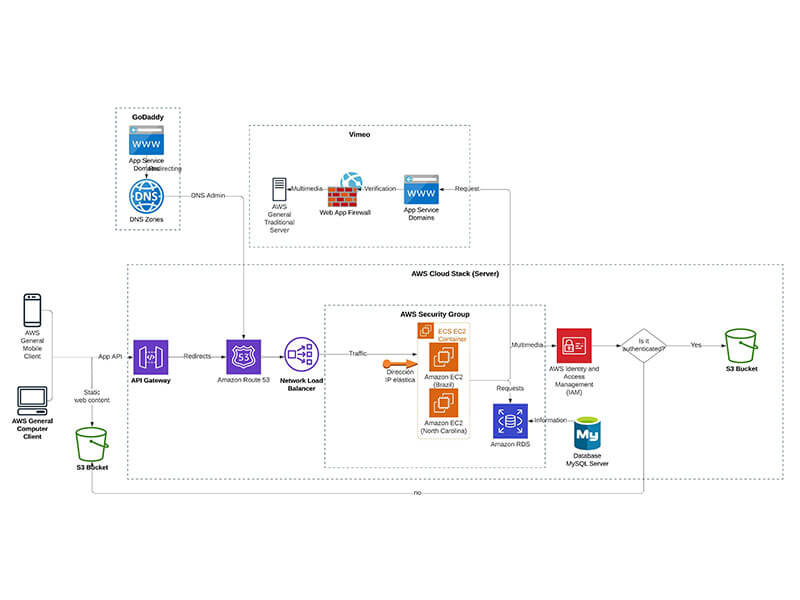 GoDaddy
WWW
App Service
Domains
Redirecting
DNS
DNS Zones
DNS Admin
Vimeo
AWS
General
Traditional
Server
Multimedia
Web App Firewall
Verification
WWW
App Service
Domains
Request
AWS Cloud Stack (Server)
AWS
General
Mobile
Client
AWS General
Computer
Client
App API
Static
web content
S3 Bucket
API Gateway
Redirects
53
Amazon Route 53
Network Load
Balancer
Traffic
AWS Security Group
ECS EC2
Container
Dirección
IP elástica
Amazon EC2
(Brazil)
Amazon EC2
(North Carolina)
Requests
Amazon RDS
Information
My
Database
MySQL Server
Multimedia
AWS Identity and
Access
Management
(IAM)
Is it
authenticated?
Yes
S3 Bucket
no